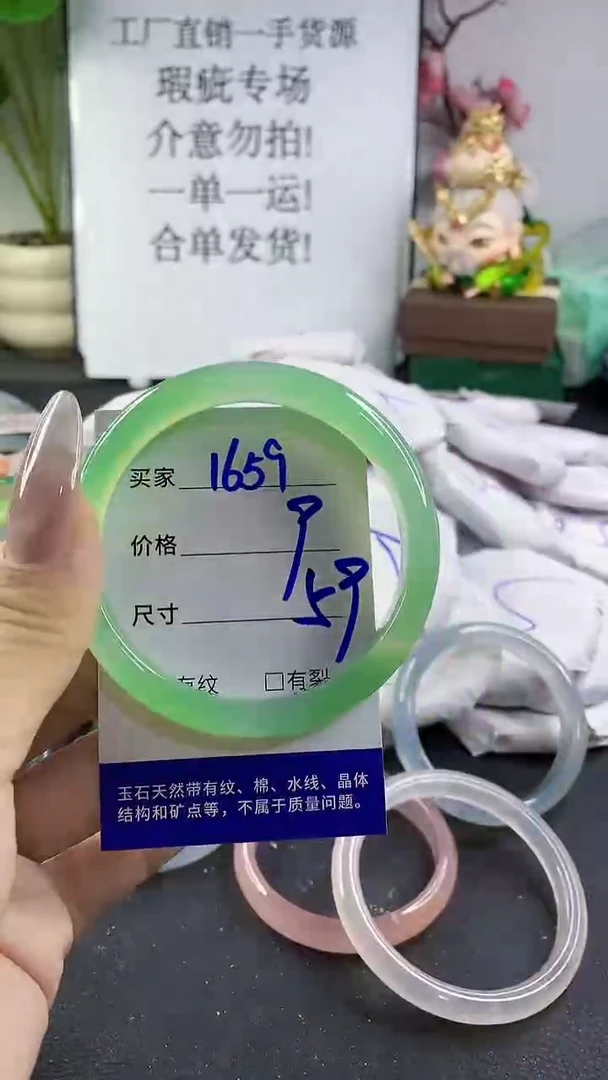 工厂直销一手货源
瑕疵专场
介意勿拍!
一单一运!
合单发货!
买家 1659
价格 9
尺寸 59
有纹 □有裂
玉石天然带有纹、棉、水线、晶体
结构和矿点等，不属于质量问题。